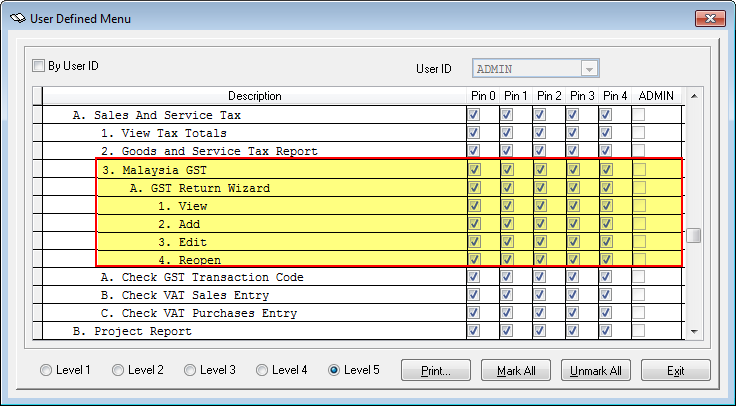 User Defined Menu
By User ID
User ID ADMIN
Description Pin 0 Pin 1 Pin 2 Pin 3 Pin 4 ADMIN
A. Sales And Service Tax
1. View Tax Totals
2. Goods and Service Tax Report
3. Malaysia GST
A. GST Return Wizard
1. View
2. Add
3. Edit
4. Reopen
A. Check GST Transaction Code
B. Check VAT Sales Entry
C. Check VAT Purchases Entry
B. Project Report
Level 1 Level 2 Level 3 Level 4 Level 5 Print... Mark All Unmark All Exit